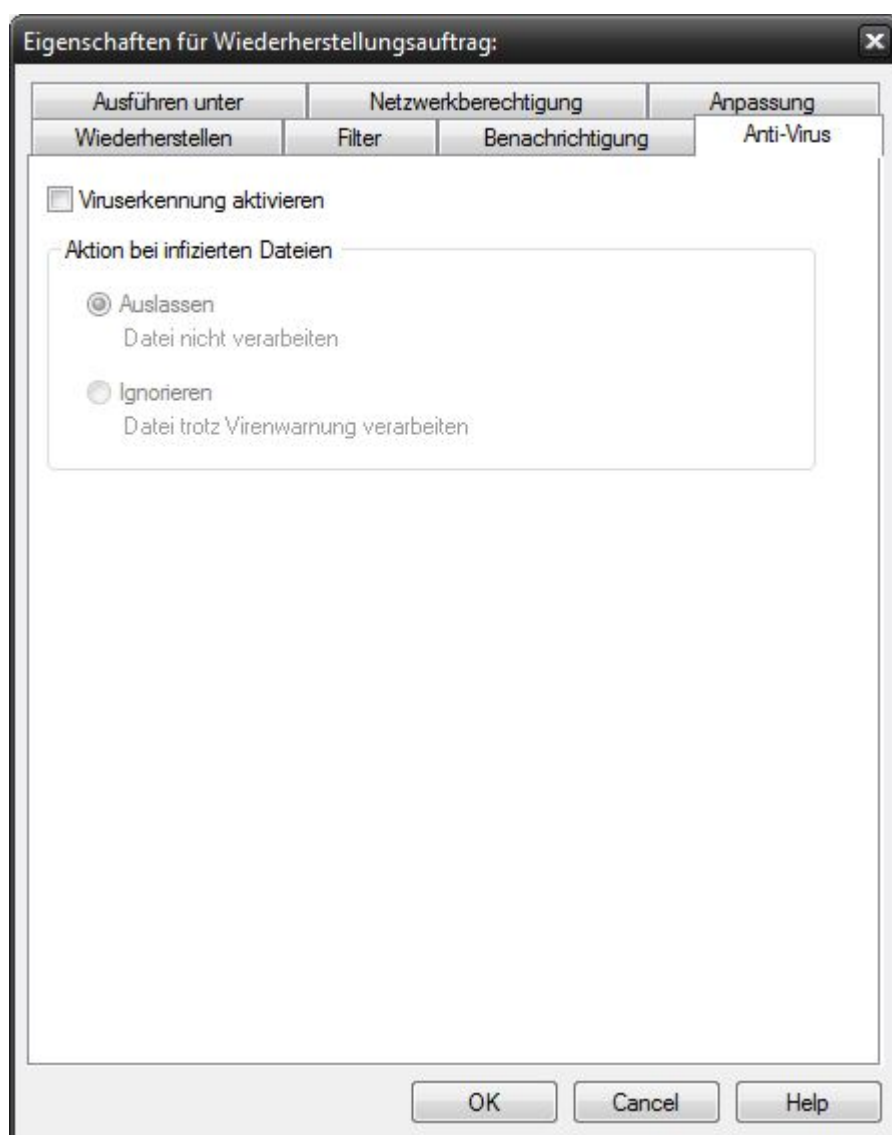 Eigenschaften für Wiederherstellungsauftrag:
Ausführen unter Netzwerkberechtigung Anpassung
Wiederherstellen Filter Benachrichtigung Anti-Virus
Viruserkennung aktivieren
Aktion bei infizierten Dateien
Auslassen
Datei nicht verarbeiten
Ignorieren
Datei trotz Virenwarnung verarbeiten
OK Cancel Help